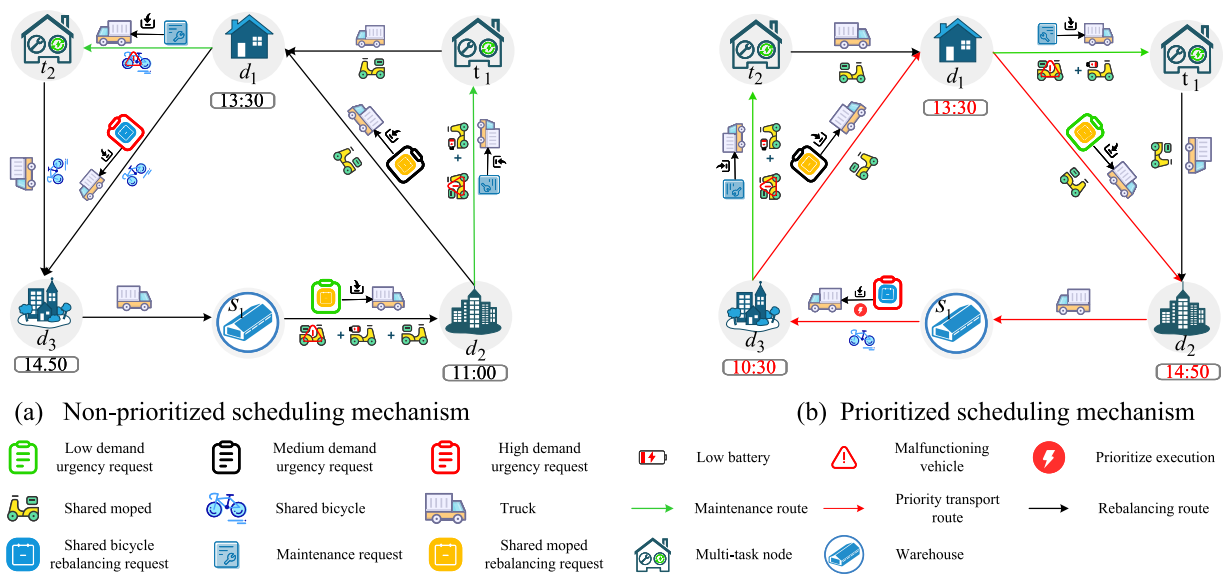 t₂
d₁
t₁
13:30
d₃
14.50
S₁
d₂
11:00
t₂
d₁
t₁
13:30
d₃
10:30
S₁
d₂
14:50
(a) Non-prioritized scheduling mechanism
(b) Prioritized scheduling mechanism
Low demand
urgency request
Medium demand
urgency request
High demand
urgency request
Low battery
Malfunctioning
vehicle
Prioritize execution
Shared moped
Shared bicycle
Truck
Maintenance route
Priority transport
route
Rebalancing route
Shared bicycle
rebalancing request
Maintenance request
Shared moped
rebalancing request
Multi-task node
Warehouse